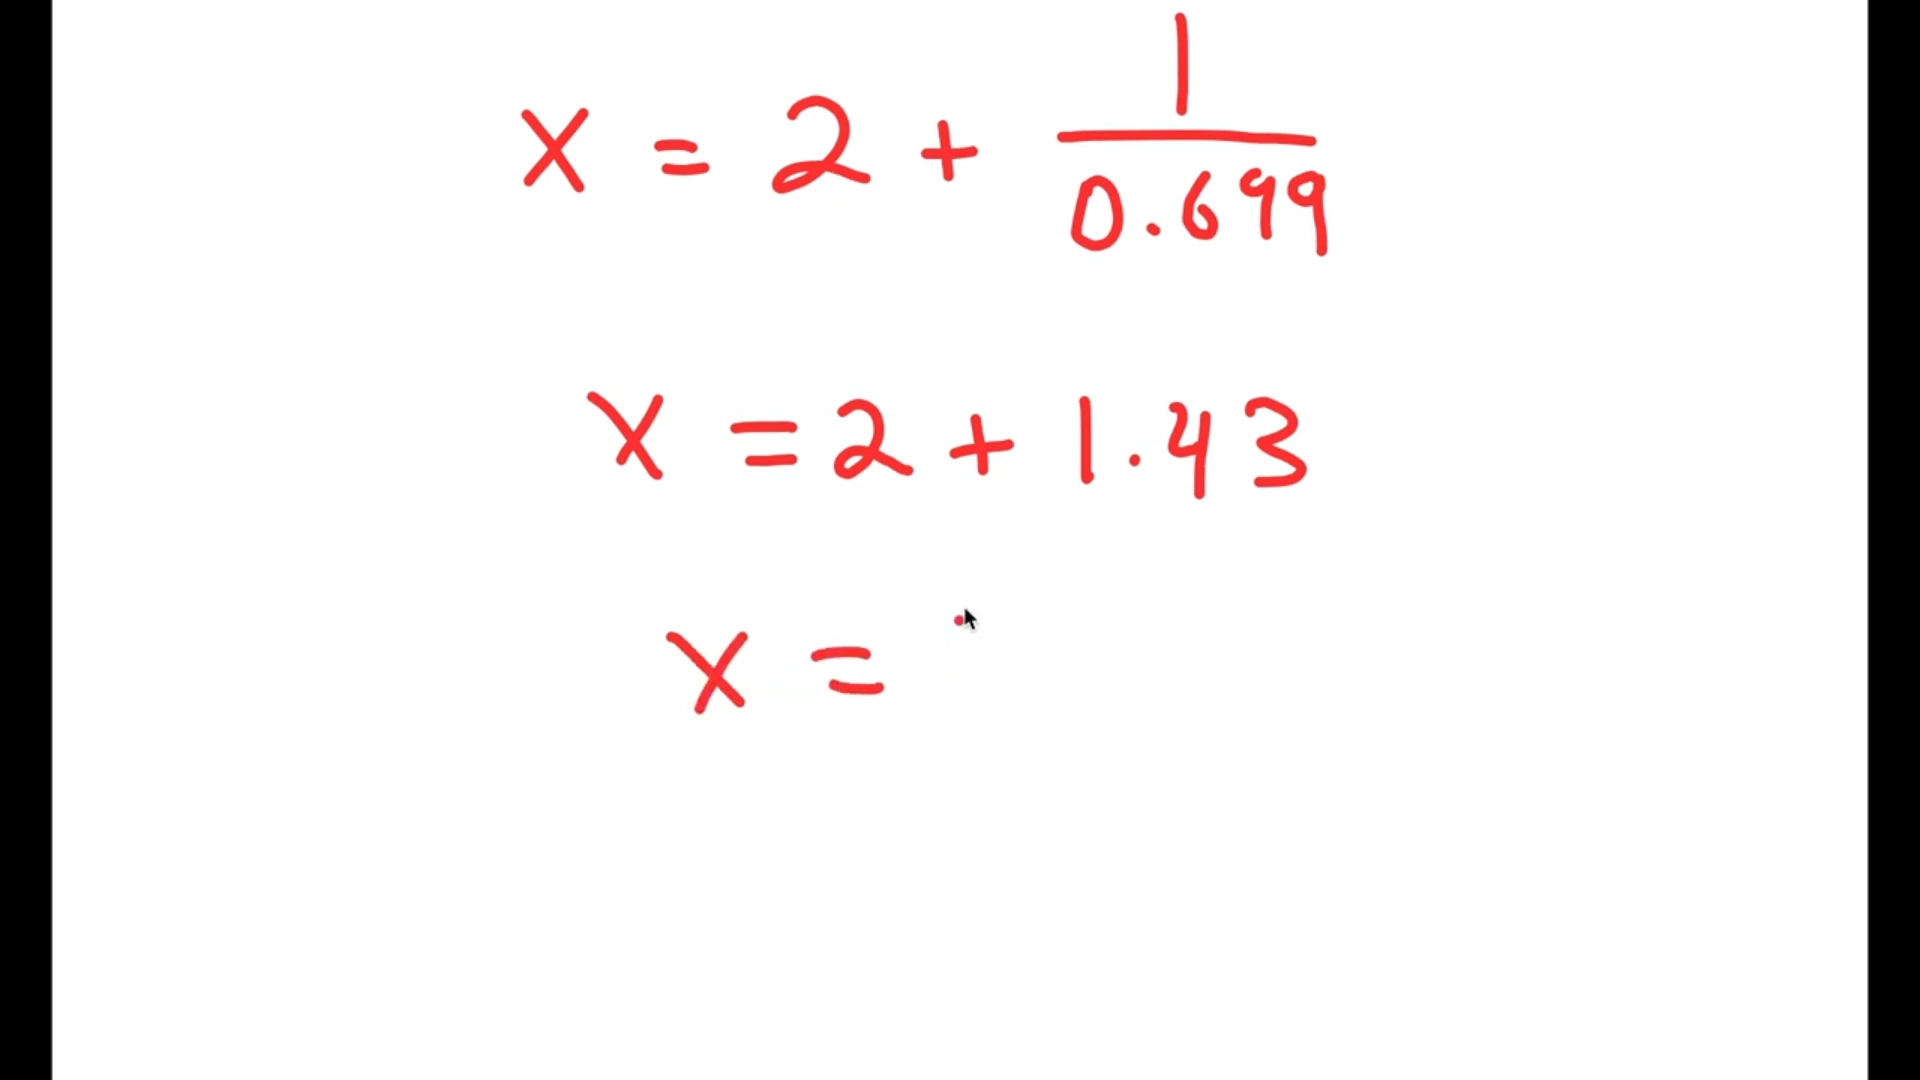 x = 2 + 1/0.699
x = 2 + 1.43
x =